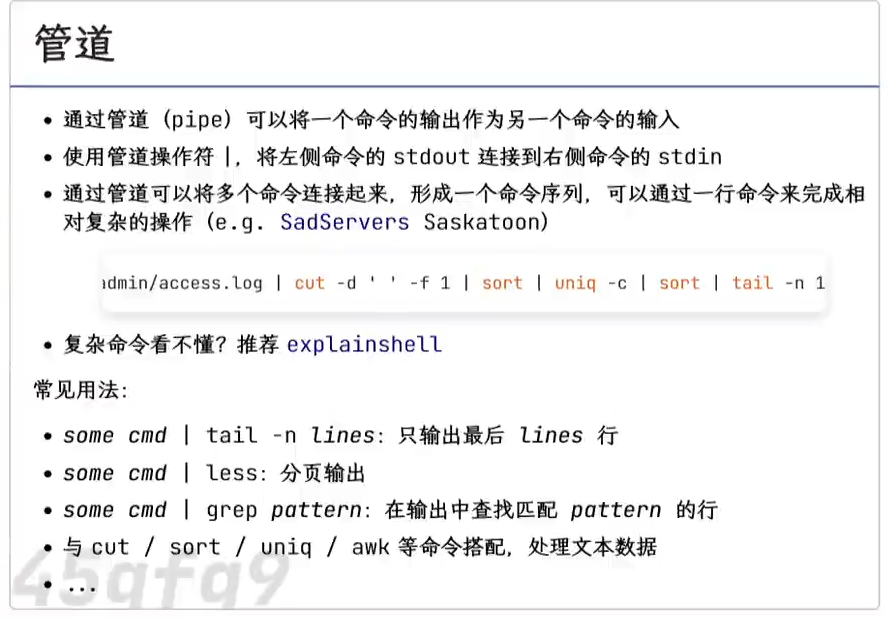 管道
• 通过管道（pipe）可以将一个命令的输出作为另一个命令的输入
• 使用管道操作符 |，将左侧命令的 stdout 连接到右侧命令的 stdin
• 通过管道可以将多个命令连接起来，形成一个命令序列，可以通过一行命令来完成相
对复杂的操作（e.g. SadServers Saskatoon）
dmin/access.log | cut -d ' ' -f 1 | sort | uniq -c | sort | tail -n 1
• 复杂命令看不懂？推荐 explainshell
常见用法：
• some cmd | tail -n lines：只输出最后 lines 行
• some cmd | less：分页输出
• some cmd | grep pattern：在输出中查找匹配 pattern 的行
• 与 cut / sort / uniq / awk 等命令搭配，处理文本数据
• ...
45gfg9